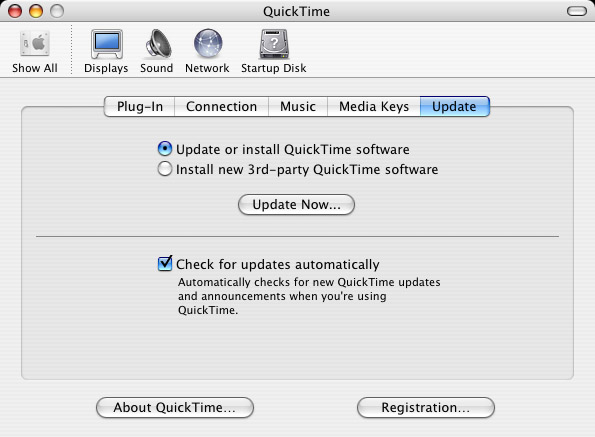 QuickTime
Show All
Displays
Sound
Network
Startup Disk
Plug-In
Connection
Music
Media Keys
Update
Update or install QuickTime software
Install new 3rd-party QuickTime software
Update Now...
Check for updates automatically
Automatically checks for new QuickTime updates
and announcements when you're using
QuickTime.
About QuickTime...
Registration...